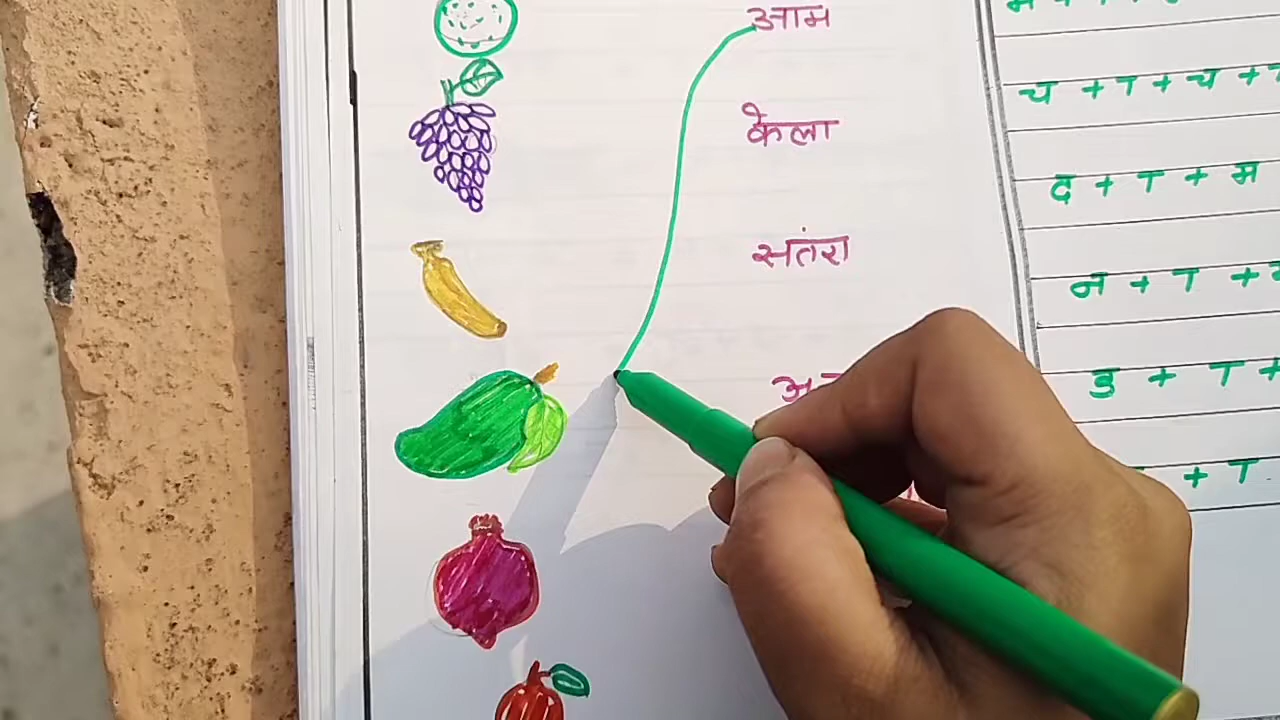 आम
केला
संतरा
च + ा + च +
द + ा + म
न + ा +
ड + ा +
+ ा